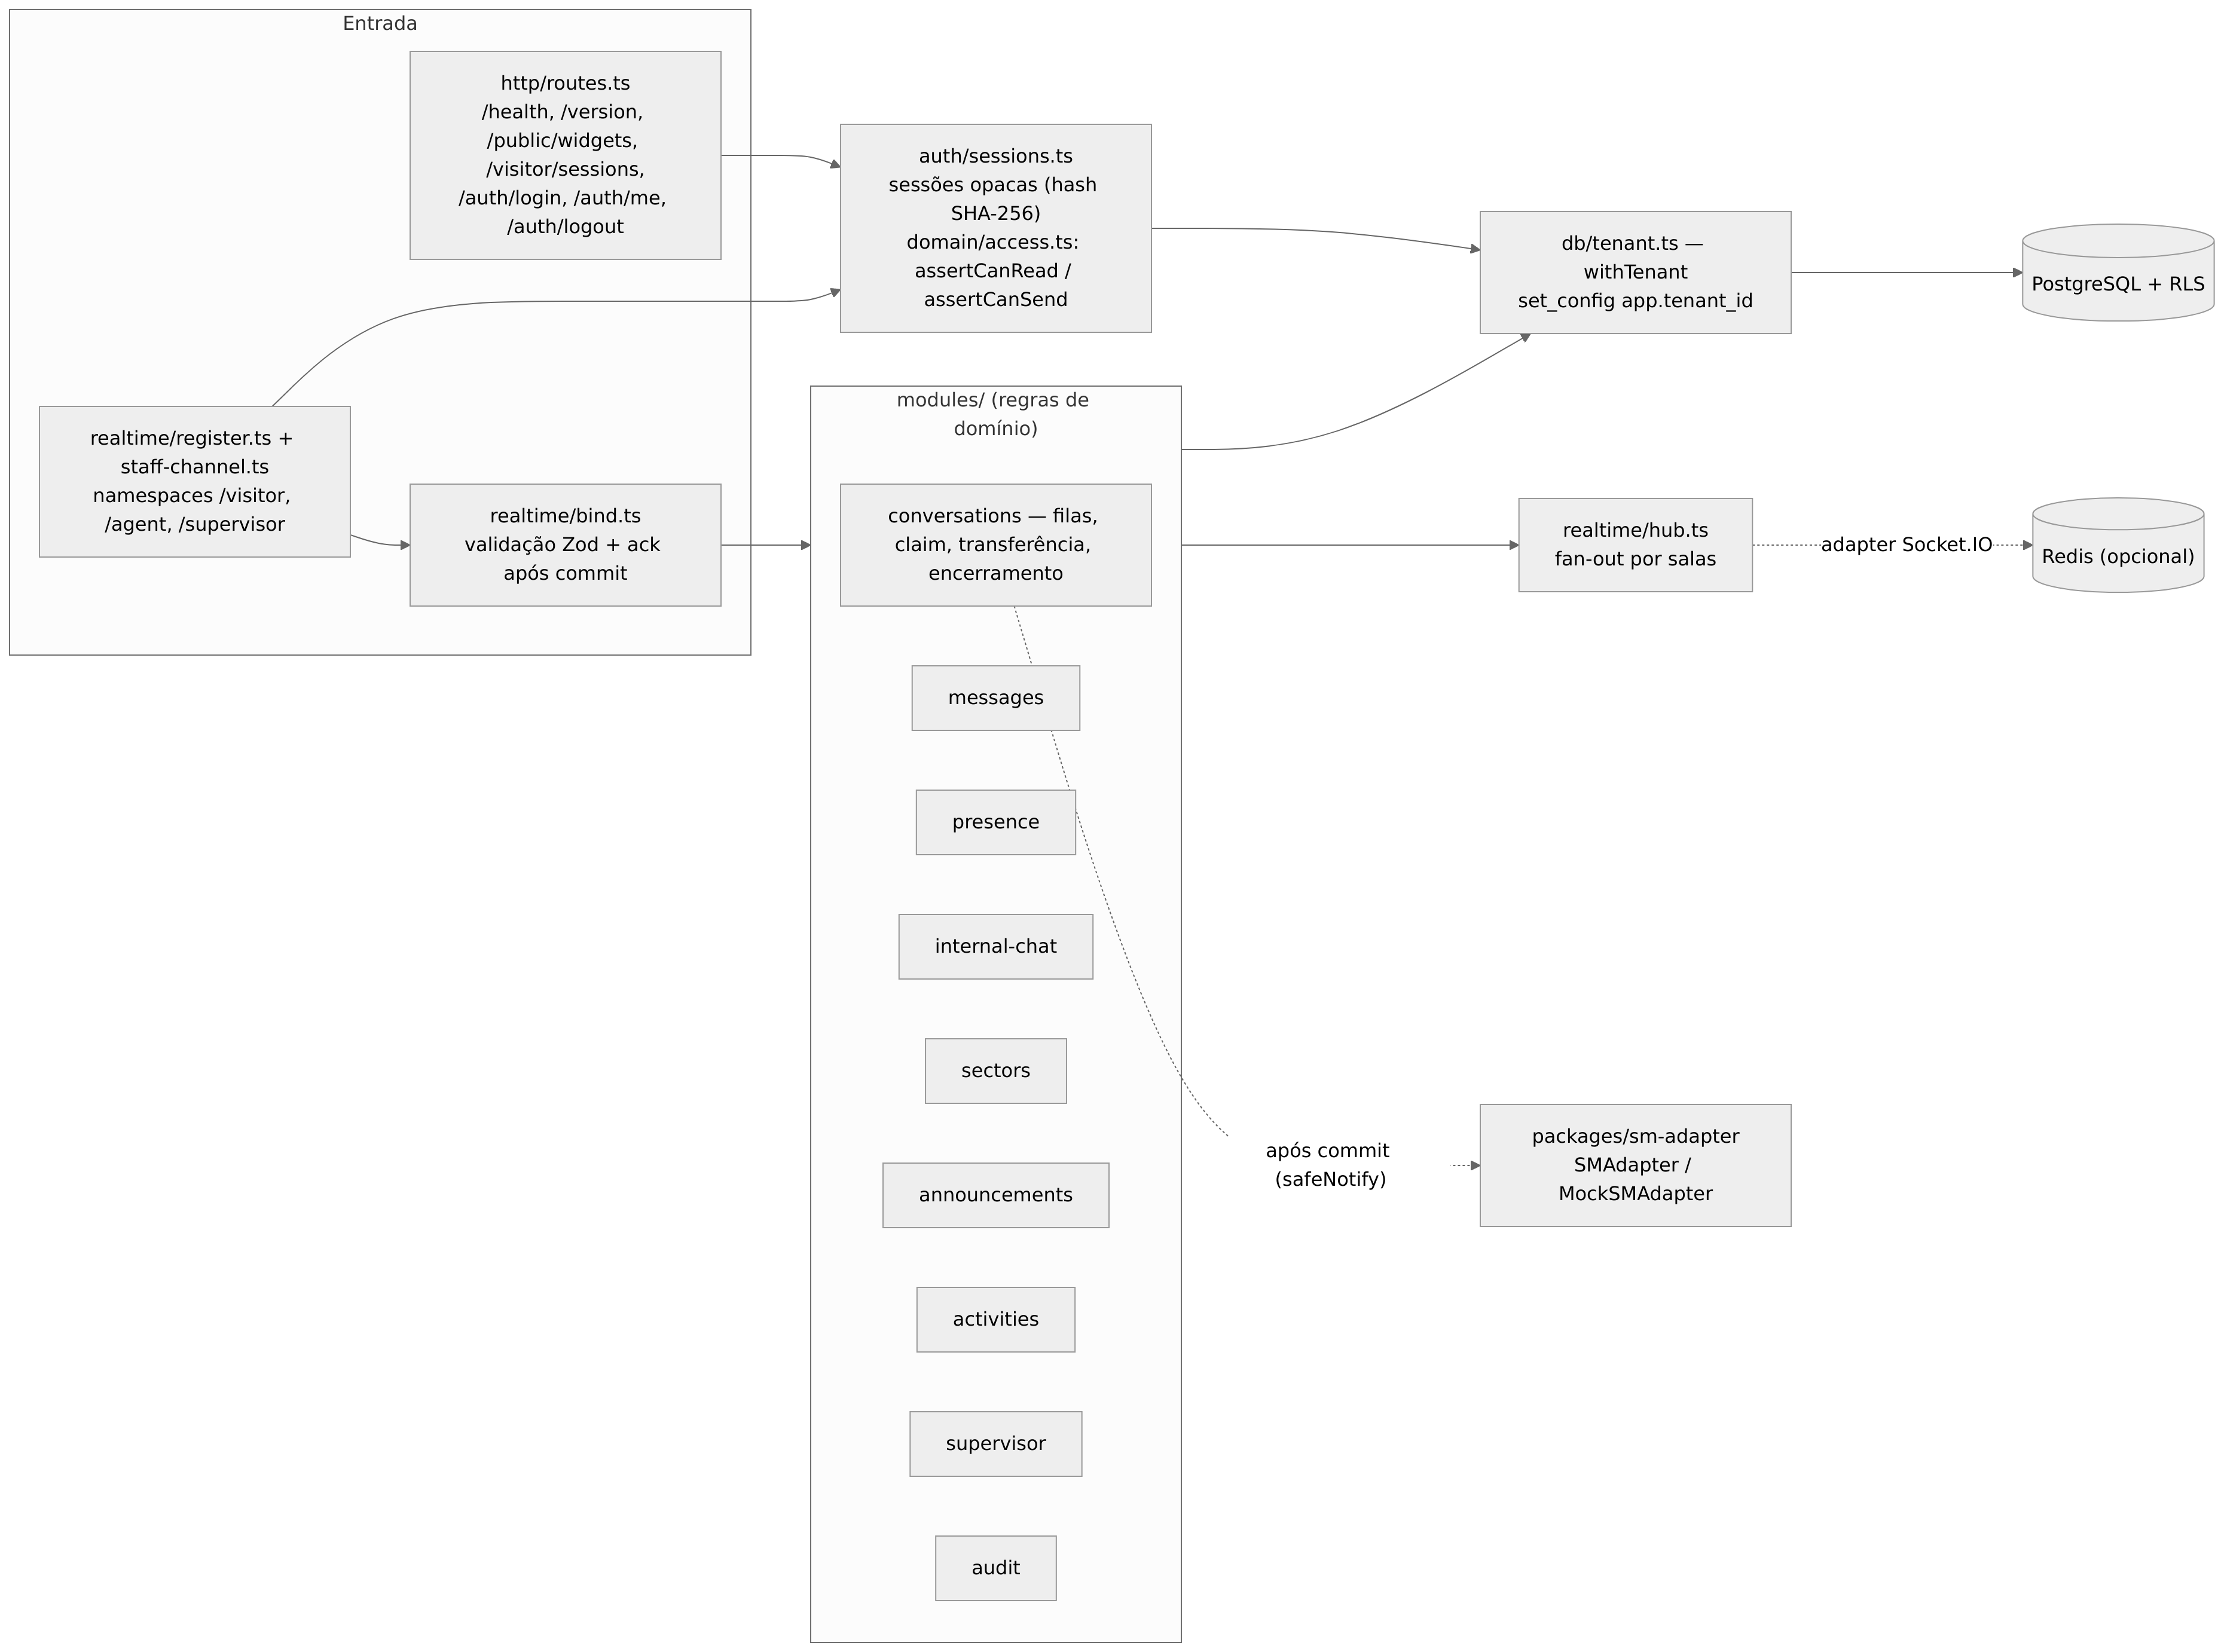 Entrada
http/routes.ts
/health, /version,
/public/widgets,
/visitor/sessions,
/auth/login, /auth/me,
/auth/logout
realtime/register.ts +
staff-channel.ts
namespaces /visitor,
/agent, /supervisor
realtime/bind.ts
validação Zod + ack
após commit
auth/sessions.ts
sessões opacas (hash
SHA-256)
domain/access.ts:
assertCanRead /
assertCanSend
modules/ (regras de
domínio)
conversations — filas,
claim, transferência,
encerramento
messages
presence
internal-chat
sectors
announcements
activities
supervisor
audit
db/tenant.ts —
withTenant
set_config app.tenant_id
PostgreSQL + RLS
realtime/hub.ts
fan-out por salas
adapter Socket.IO
Redis (opcional)
após commit
(safeNotify)
packages/sm-adapter
SMAdapter /
MockSMAdapter